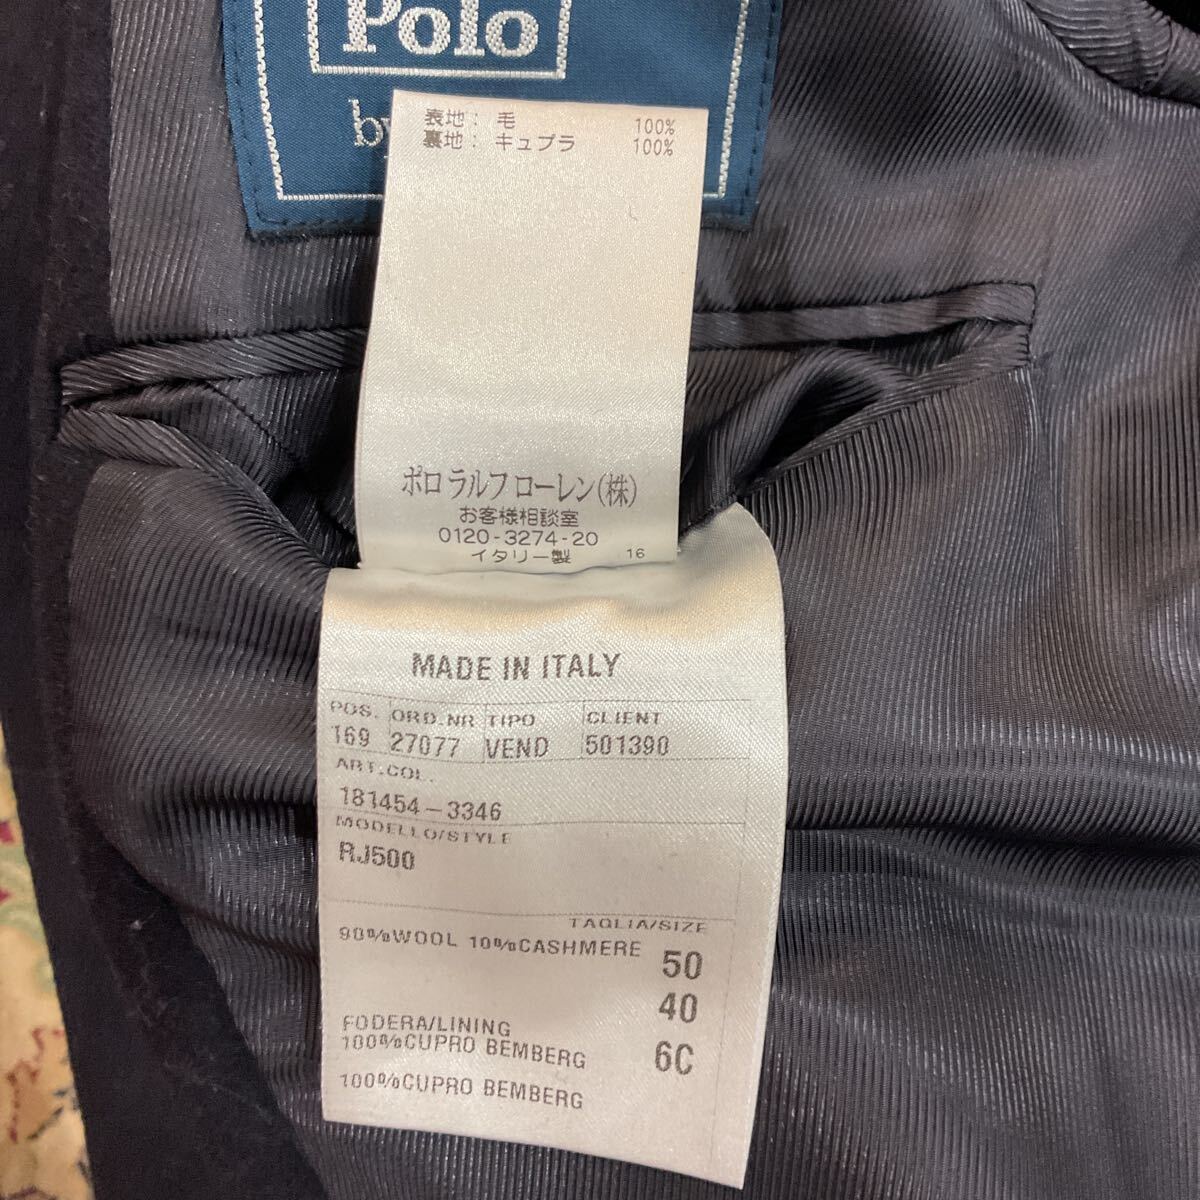 Polo
by
表地： 毛 100%
裏地： キュプラ 100%
ポロ ラルフ ローレン(株)
お客様相談室
0120-3274-20
イタリー製 16
MADE IN ITALY
POS. ORD.NR TIPO CLIENT
169 27077 VEND 501390
ART.COL.
181454-3346
MODELLO/STYLE
RJ500
TAGLIA/SIZE
90%WOOL 10%CASHMERE 50
40
FODERA/LINING
100%CUPRO BEMBERG 6C
100%CUPRO BEMBERG